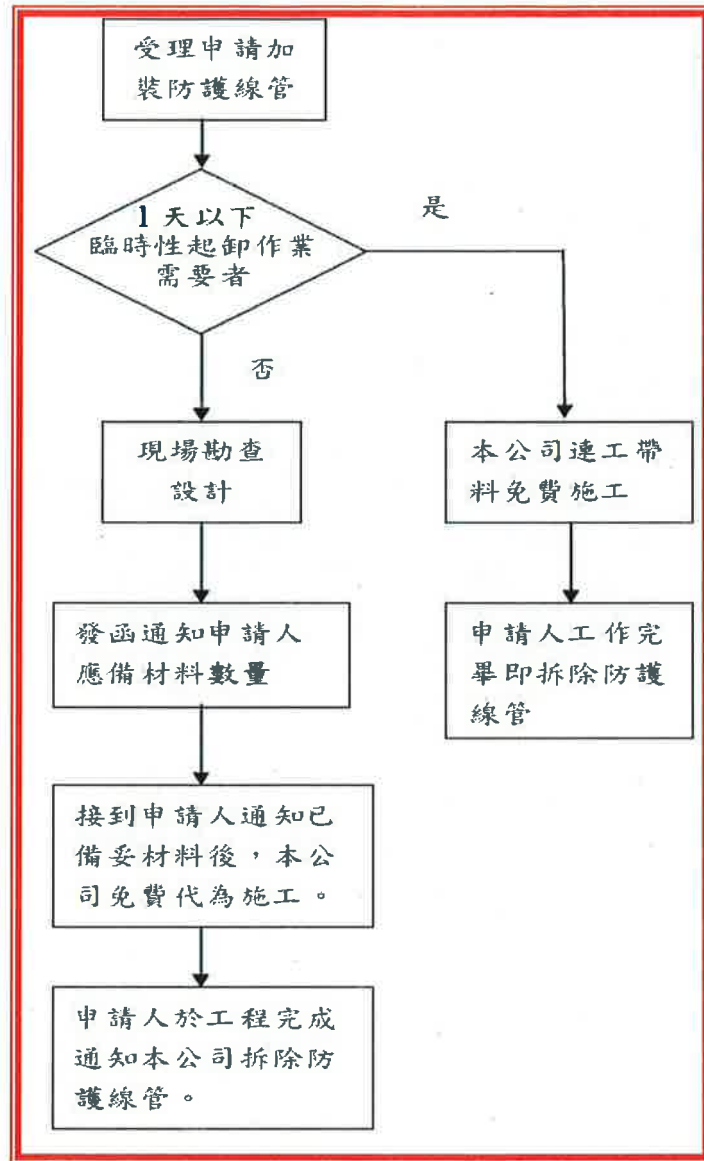 受理申請加
裝防護線管
1天以下
臨時性起卸作業
需要者
是
否
現場勘查
設計
本公司連工帶
料免費施工
發函通知申請人
應備材料數量
申請人工作完
畢即拆除防護
線管
接到申請人通知已
備妥材料後，本公
司免費代為施工。
申請人於工程完成
通知本公司拆除防
護線管。